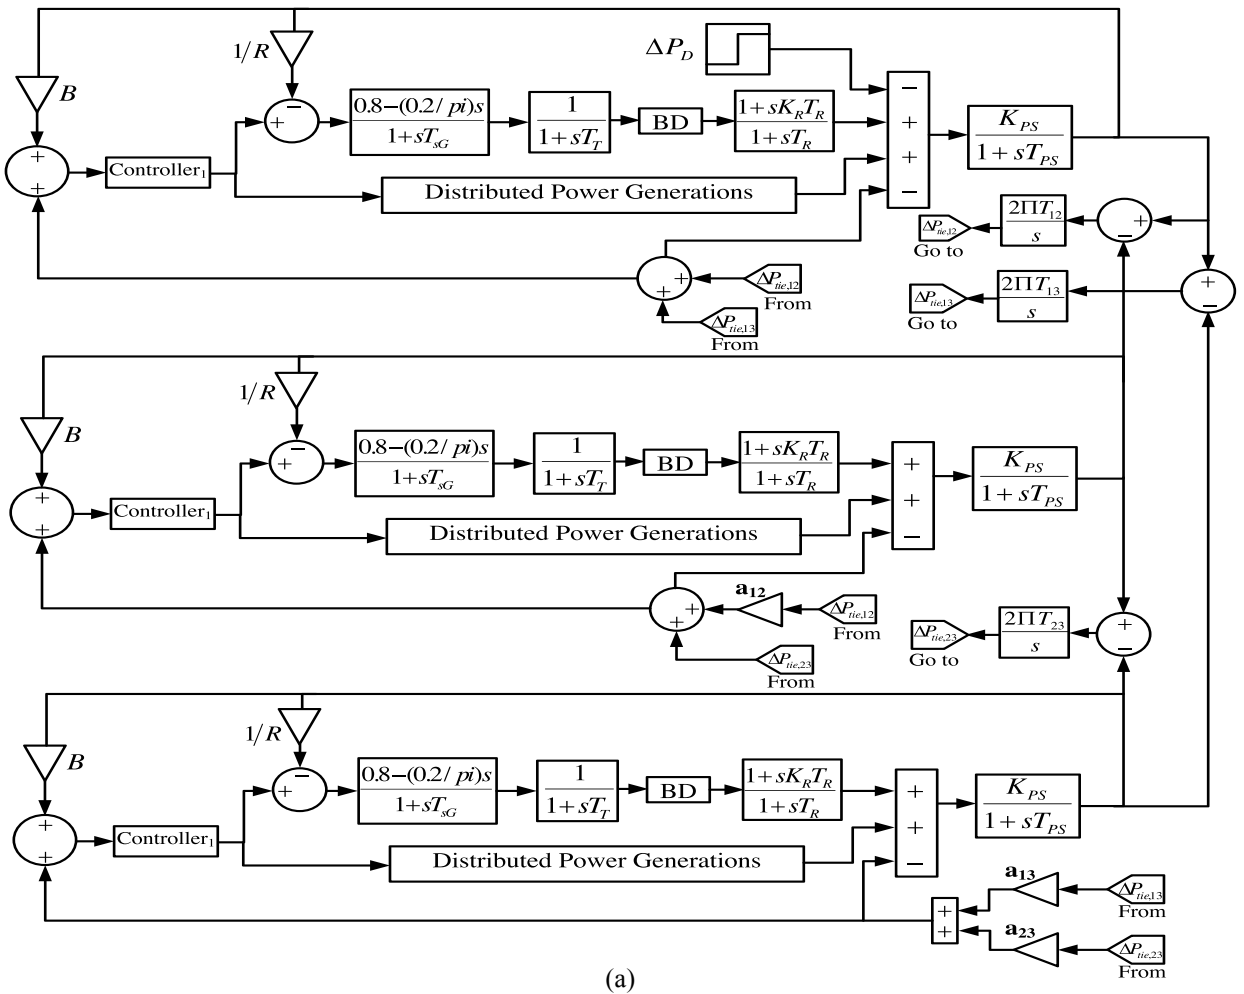 1/R
ΔP_D
B
−
+
0.8−(0.2/pi)s
1+sT_sG
1
1+sT_T
BD
1+sK_RT_R
1+sT_R
−
+
+
−
K_PS
1+sT_PS
+
+
Controller₁
Distributed Power Generations
ΔP_tie,12
Go to
2ΠT_12
s
+
−
+
ΔP_tie,12
From
+
ΔP_tie,13
From
ΔP_tie,13
Go to
2ΠT_13
s
+
−
1/R
B
−
+
0.8−(0.2/pi)s
1+sT_sG
1
1+sT_T
BD
1+sK_RT_R
1+sT_R
+
+
−
K_PS
1+sT_PS
+
+
Controller₁
Distributed Power Generations
a₁₂
+
ΔP_tie,12
From
+
ΔP_tie,23
From
ΔP_tie,23
Go to
2ΠT_23
s
+
−
1/R
B
−
+
0.8−(0.2/pi)s
1+sT_sG
1
1+sT_T
BD
1+sK_RT_R
1+sT_R
+
+
−
K_PS
1+sT_PS
+
+
Controller₁
Distributed Power Generations
a₁₃
ΔP_tie,13
From
+
+
a₂₃
ΔP_tie,23
From
(a)